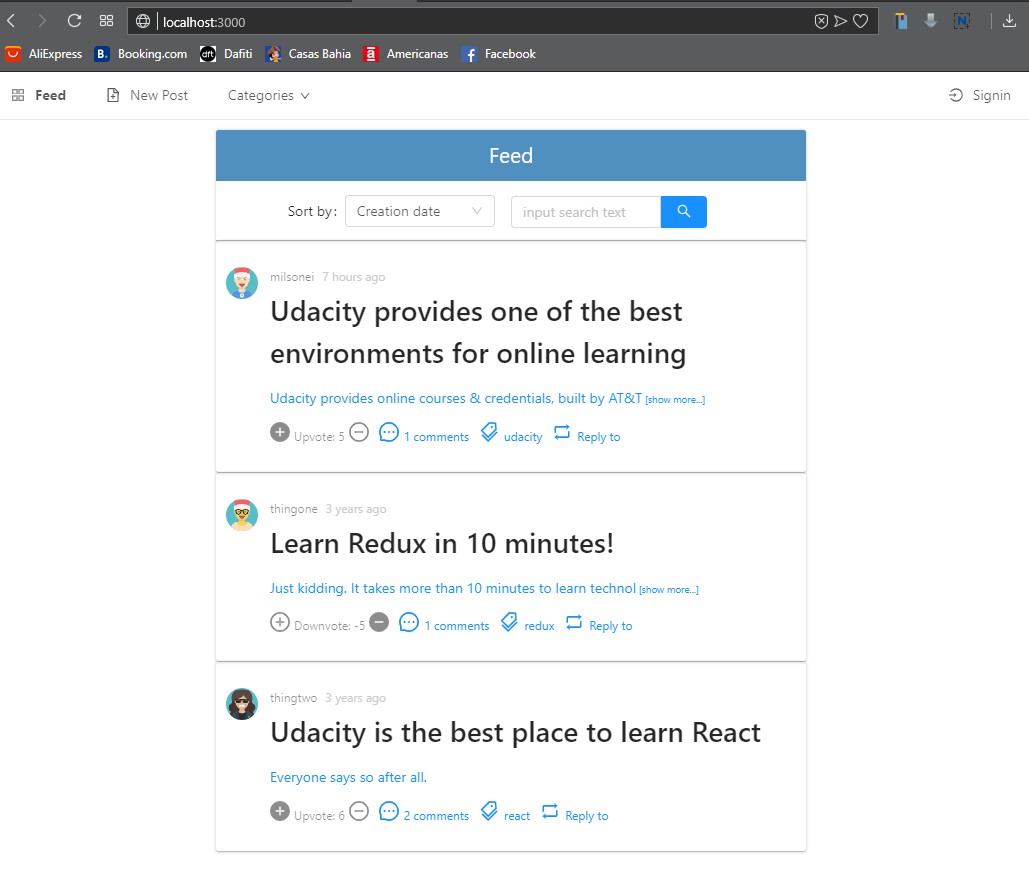 localhost:3000
AliExpress B. Booking.com dft Dafiti Casas Bahia a Americanas f Facebook
Feed New Post Categories Signin
Feed
Sort by: Creation date input search text
milsonei 7 hours ago
Udacity provides one of the best
environments for online learning
Udacity provides online courses & credentials, built by AT&T [show more...]
Upvote: 5 1 comments udacity Reply to
thingone 3 years ago
Learn Redux in 10 minutes!
Just kidding. It takes more than 10 minutes to learn technol [show more...]
Downvote: -5 1 comments redux Reply to
thingtwo 3 years ago
Udacity is the best place to learn React
Everyone says so after all.
Upvote: 6 2 comments react Reply to